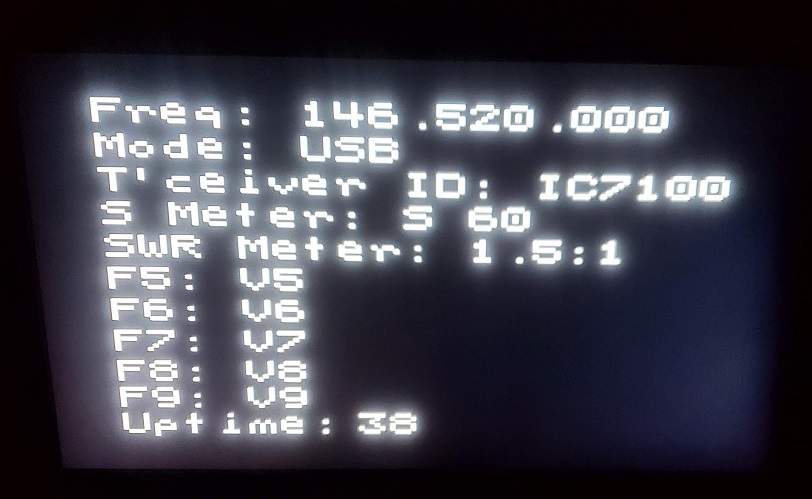 Freq: 146.520.000
Mode: USB
T'ceiver ID: IC7100
S Meter: S 60
SWR Meter: 1.5:1
F5: V5
F6: V6
F7: V7
F8: V8
F9: V9
Uptime: 38